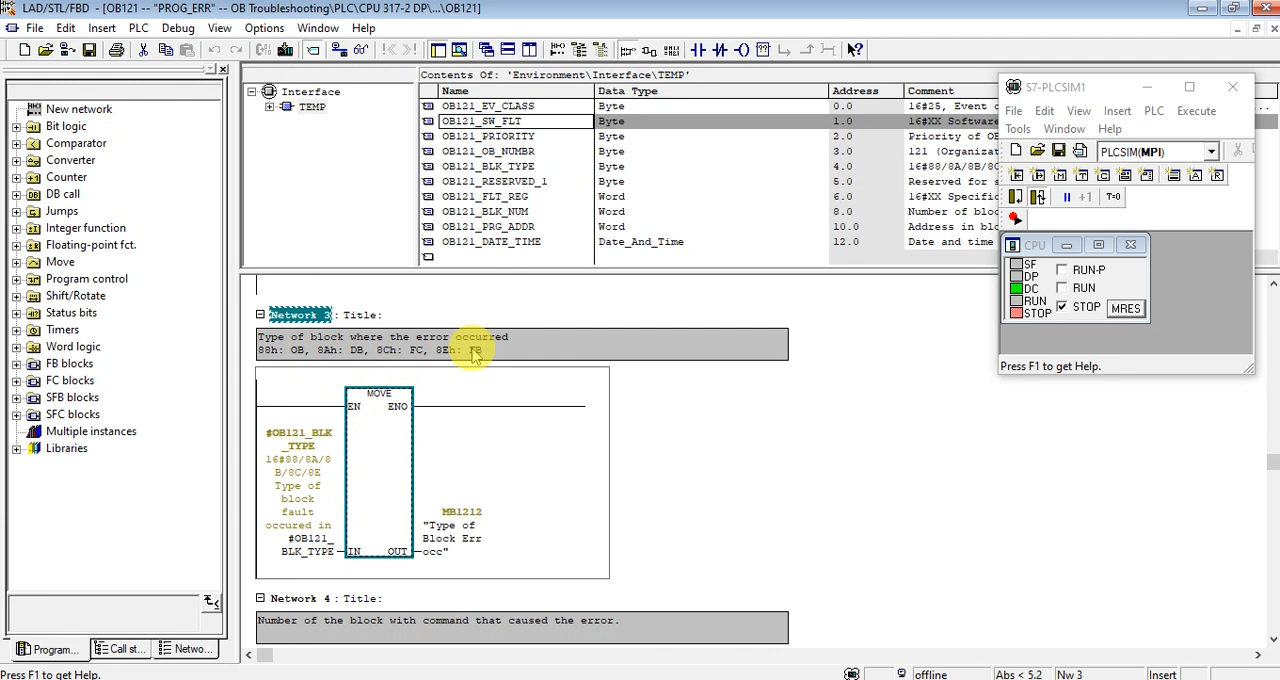 LAD/STL/FBD - [OB121 -- "PROG_ERR" -- OB Troubleshooting\PLC\CPU 317-2 DP\...\OB121]
File Edit Insert PLC Debug View Options Window Help
New network
Bit logic
Comparator
Converter
Counter
DB call
Jumps
Integer function
Floating-point fct.
Move
Program control
Shift/Rotate
Status bits
Timers
Word logic
FB blocks
FC blocks
SFB blocks
SFC blocks
Multiple instances
Libraries
Program... Call st... Netwo...
Interface
TEMP
Contents Of: 'Environment\Interface\TEMP'
Name Data Type Address Comment
OB121_EV_CLASS Byte 0.0 16#25, Event c
OB121_SW_FLT Byte 1.0 16#XX Software
OB121_PRIORITY Byte 2.0 Priority of OB
OB121_OB_NUMBR Byte 3.0 121 (Organizat
OB121_BLK_TYPE Byte 4.0 16#88/8A/8B/8C
OB121_RESERVED_1 Byte 5.0 Reserved for s
OB121_FLT_REG Word 6.0 16#XX Specific
OB121_BLK_NUM Word 8.0 Number of bloc
OB121_PRG_ADDR Word 10.0 Address in blo
OB121_DATE_TIME Date_And_Time 12.0 Date and time
Network 3: Title:
Type of block where the error occurred
88h: OB, 8Ah: DB, 8Ch: FC, 8Eh: FB
MOVE
EN ENO
#OB121_BLK
_TYPE
16#88/8A/8
B/8C/8E
Type of
block
fault
occured in
#OB121_
BLK_TYPE IN OUT
MB1212
"Type of
Block Err
occ"
Network 4: Title:
Number of the block with command that caused the error.
S7-PLCSIM1
File Edit View Insert PLC Execute
Tools Window Help
PLCSIM(MPI)
+1 T=0
CPU
SF
DP
DC
RUN
STOP
RUN-P
RUN
STOP MRES
Press F1 to get Help.
Press F1 to get Help. offline Abs < 5.2 Nw 3 Insert